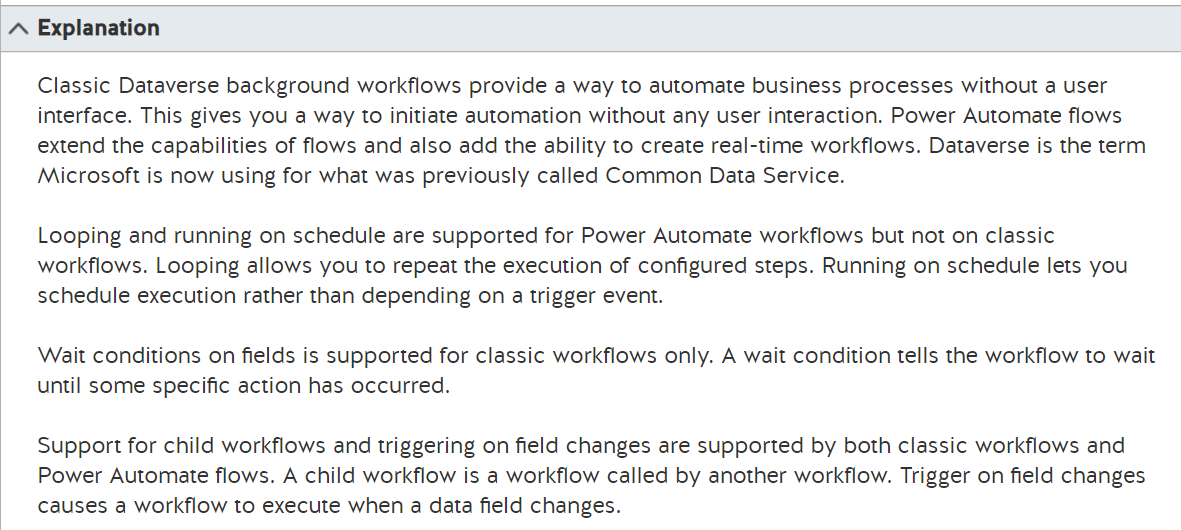 Explanation
Classic Dataverse background workflows provide a way to automate business processes without a user
interface. This gives you a way to initiate automation without any user interaction. Power Automate flows
extend the capabilities of flows and also add the ability to create real-time workflows. Dataverse is the term
Microsoft is now using for what was previously called Common Data Service.
Looping and running on schedule are supported for Power Automate workflows but not on classic
workflows. Looping allows you to repeat the execution of configured steps. Running on schedule lets you
schedule execution rather than depending on a trigger event.
Wait conditions on fields is supported for classic workflows only. A wait condition tells the workflow to wait
until some specific action has occurred.
Support for child workflows and triggering on field changes are supported by both classic workflows and
Power Automate flows. A child workflow is a workflow called by another workflow. Trigger on field changes
causes a workflow to execute when a data field changes.